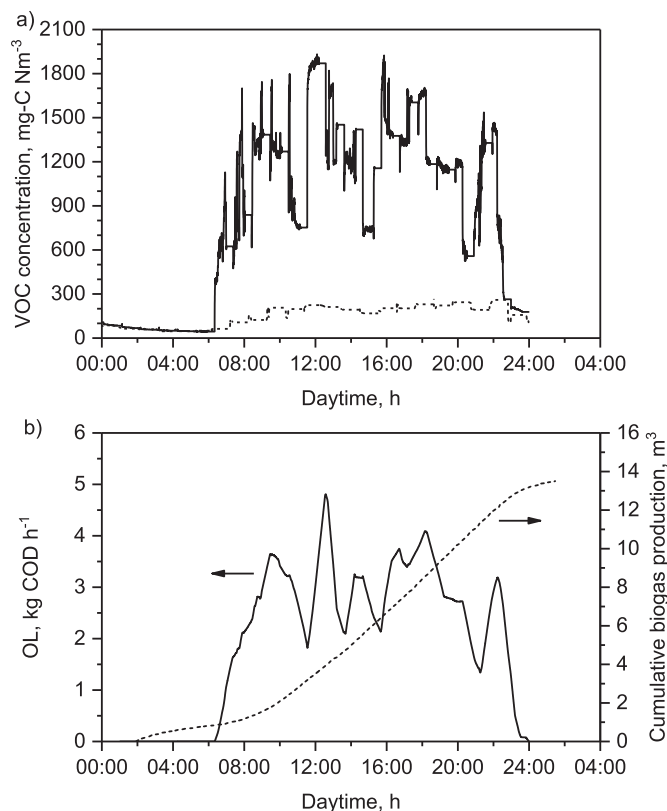 a)
VOC concentration, mg-C Nm⁻³
2100
1800
1500
1200
900
600
300
0
00:00 04:00 08:00 12:00 16:00 20:00 24:00 04:00
Daytime, h
b)
OL, kg COD h⁻¹
6
5
4
3
2
1
0
16
14
12
10
8
6
4
2
0
Cumulative biogas production, m³
00:00 04:00 08:00 12:00 16:00 20:00 24:00 04:00
Daytime, h